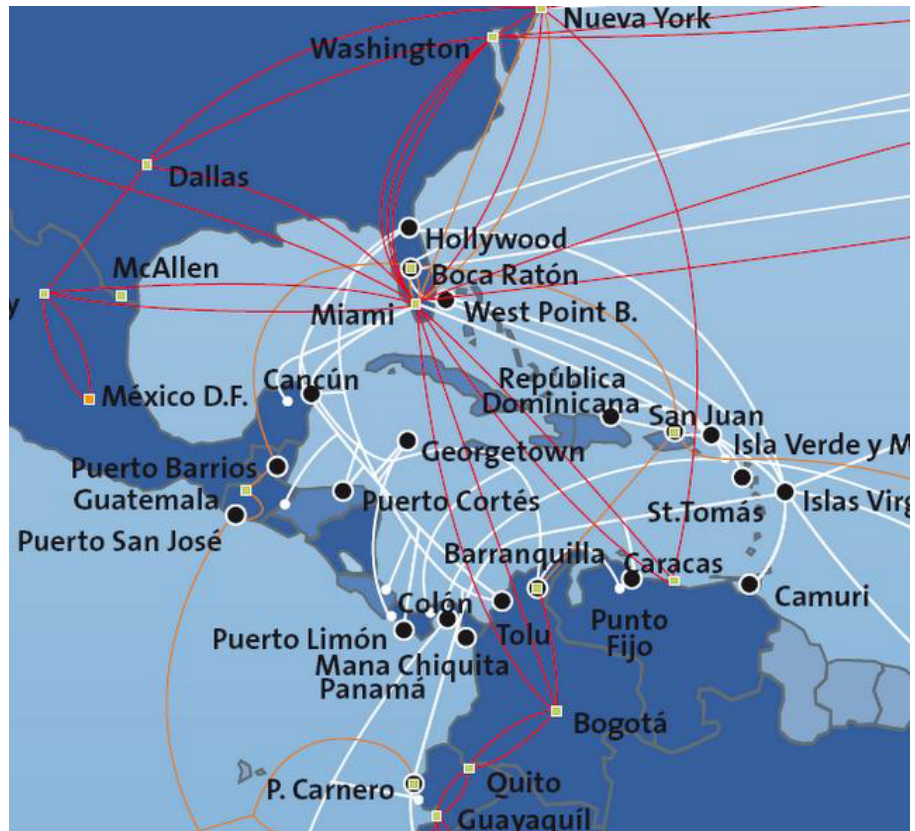 Nueva York
Washington
Dallas
Hollywood
McAllen
Boca Ratón
y
Miami
West Point B.
Cancún
República
Dominicana
México D.F.
San Juan
Georgetown
Isla Verde y M
Puerto Barrios
Guatemala
Puerto Cortés
St.Tomás
Islas Virg
Puerto San José
Barranquilla
Caracas
Colón
Camuri
Puerto Limón
Tolu
Punto
Fijo
Mana Chiquita
Panamá
Bogotá
P. Carnero
Quito
Guayaquíl